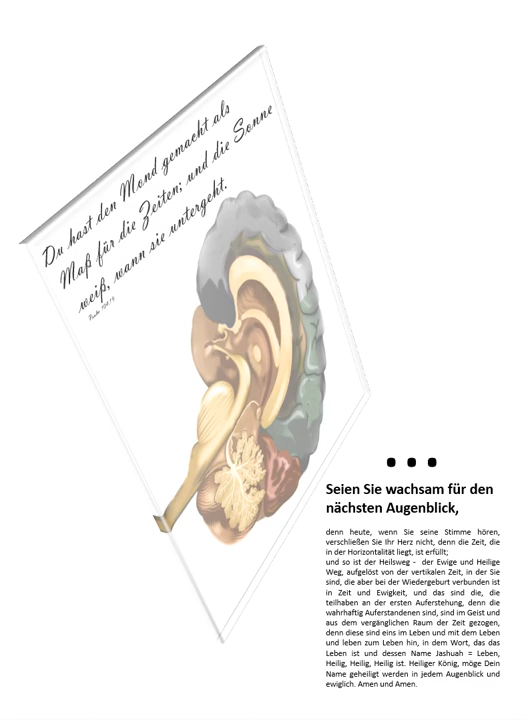 Du hast den Mond gemacht als
Maß für die Zeiten; und die Sonne
weiß, wann sie untergeht.
Psalm 104,19
Seien Sie wachsam für den
nächsten Augenblick,
denn heute, wenn Sie seine Stimme hören,
verschließen Sie Ihr Herz nicht, denn die Zeit, die
in der Horizontalität liegt, ist erfüllt;
und so ist der Heilsweg - der Ewige und Heilige
Weg, aufgelöst von der vertikalen Zeit, in der Sie
sind, die aber bei der Wiedergeburt verbunden ist
in Zeit und Ewigkeit, und das sind die, die
teilhaben an der ersten Auferstehung, denn die
wahrhaftig Auferstandenen sind, sind im Geist und
aus dem vergänglichen Raum der Zeit gezogen,
denn diese sind eins im Leben und mit dem Leben
und leben zum Leben hin, in dem Wort, das das
Leben ist und dessen Name Jashuah = Leben,
Heilig, Heilig, Heilig ist. Heiliger König, möge Dein
Name geheiligt werden in jedem Augenblick und
ewiglich. Amen und Amen.